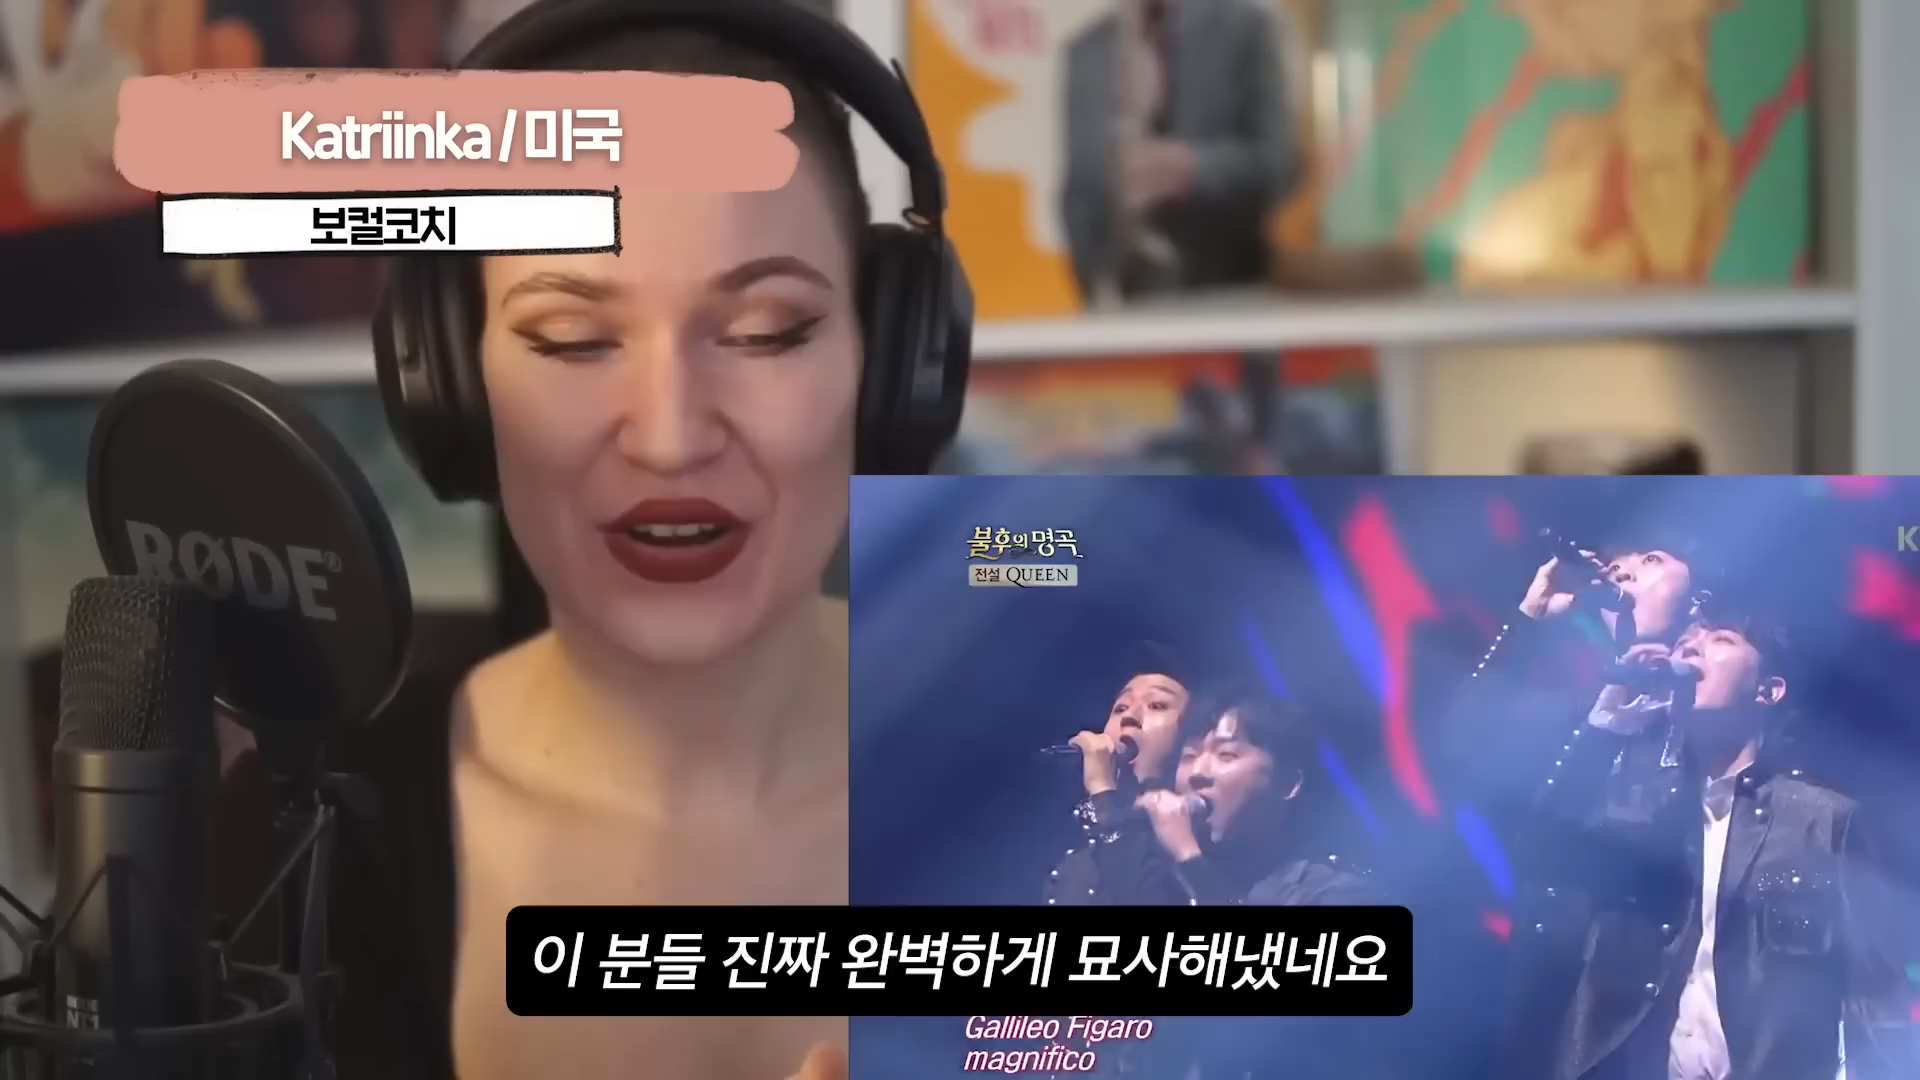 Katriinka / 미국
보컬코치
RØDE®
NT1
불후의 명곡
전설 QUEEN
K
이 분들 진짜 완벽하게 묘사해냈네요
Gallileo Figaro
magnifico